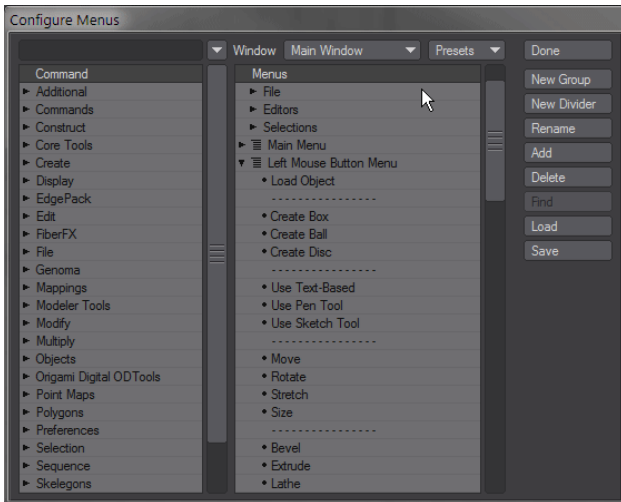 Configure Menus
Window Main Window Presets Done
Command
Additional
Commands
Construct
Core Tools
Create
Display
EdgePack
Edit
FiberFX
File
Genoma
Mappings
Modeler Tools
Modify
Multiply
Objects
Origami Digital ODTools
Point Maps
Polygons
Preferences
Selection
Sequence
Skelegons
Menus
File
Editors
Selections
Main Menu
Left Mouse Button Menu
Load Object
----------------
Create Box
Create Ball
Create Disc
----------------
Use Text-Based
Use Pen Tool
Use Sketch Tool
----------------
Move
Rotate
Stretch
Size
----------------
Bevel
Extrude
Lathe
New Group
New Divider
Rename
Add
Delete
Find
Load
Save